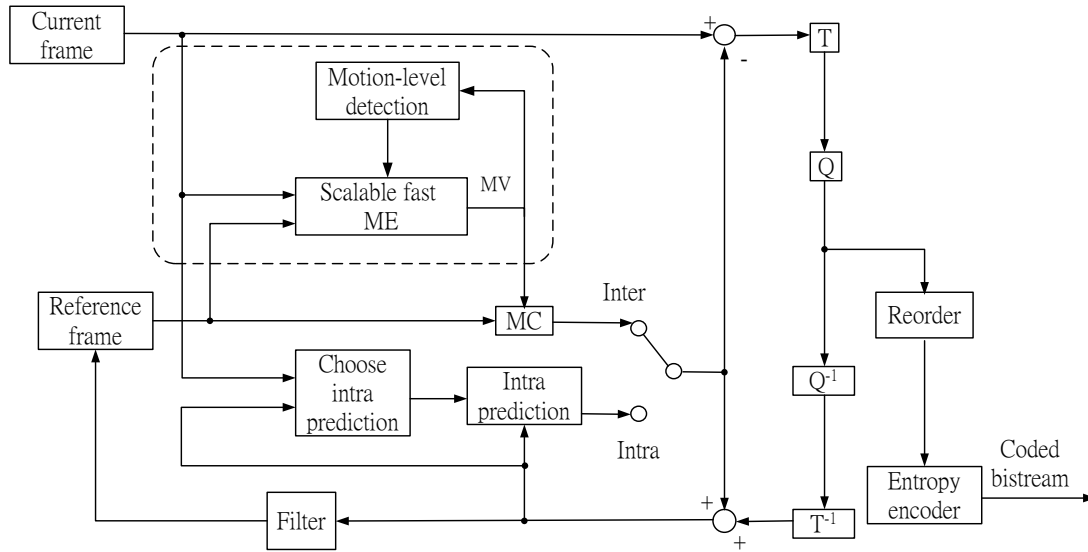 Current
frame
+
-
T
Motion-level
detection
Q
Scalable fast
ME
MV
Reference
frame
MC
Inter
Reorder
Choose
intra
prediction
Intra
prediction
Q-1
Intra
Entropy
encoder
Coded
bistream
Filter
+
+
T-1